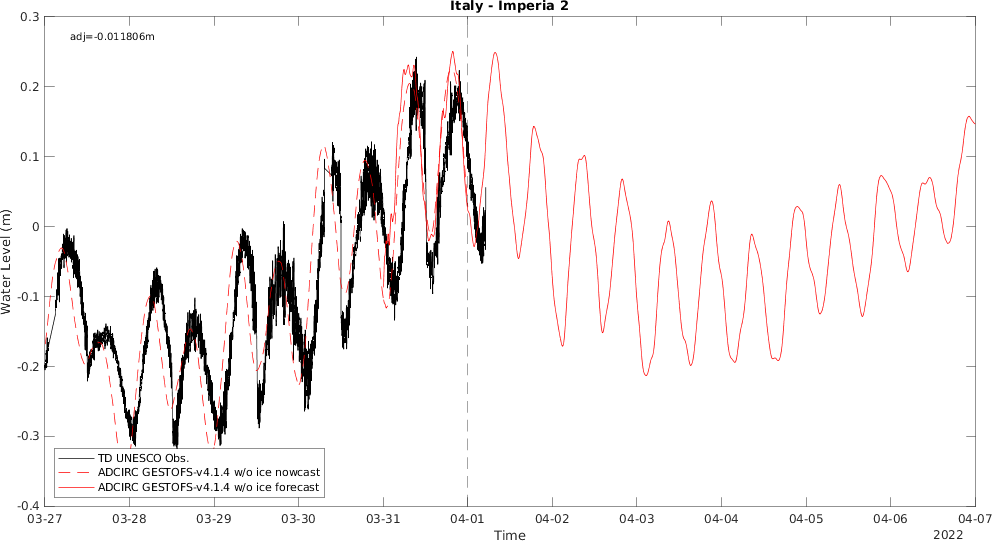 Italy - Imperia 2
0.3
adj=-0.011806m
0.2
0.1
0
-0.1
-0.2
-0.3
-0.4
Water Level (m)
TD UNESCO Obs.
ADCIRC GESTOFS-v4.1.4 w/o ice nowcast
ADCIRC GESTOFS-v4.1.4 w/o ice forecast
03-27 03-28 03-29 03-30 03-31 04-01 04-02 04-03 04-04 04-05 04-06 04-07
Time
2022